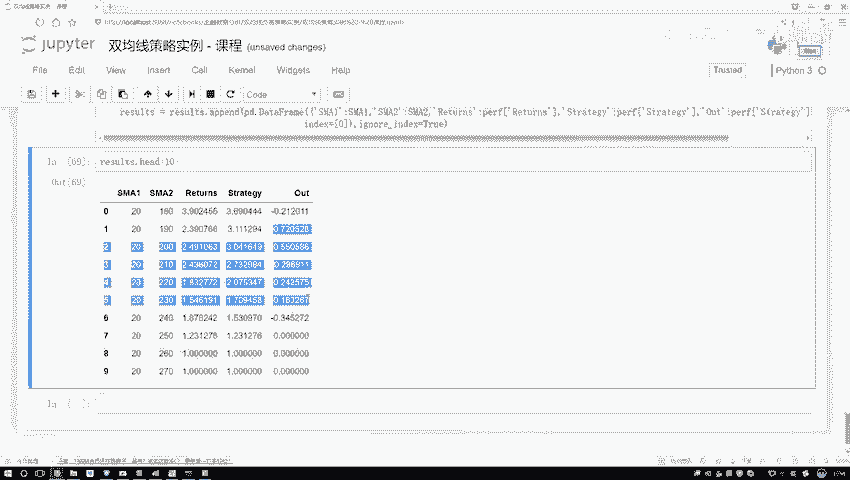 jupyter 双均线策略实例 - 课程 (unsaved changes)
File Edit View Insert Cell Kernel Widgets Help
Trusted Python 3
Code
results = results.append(pd.DataFrame({'SMA1':SMA1,'SMA2':SMA2,'Returns':perf['Returns'],'Strategy':perf['Strategy'],'Out':perf['Strategy']
index=[0]),ignore_index=True)
In [69]: results.head(10)
Out[69]:
SMA1 SMA2 Returns Strategy Out
0 20 180 3.902456 3.690444 -0.212011
1 20 190 2.390766 3.111294 0.720528
2 20 200 2.491063 3.041649 0.550586
3 20 210 2.436072 2.732984 0.296911
4 20 220 1.832772 2.075347 0.242575
5 20 230 1.546191 1.709458 0.163267
6 20 240 1.876242 1.530970 -0.345272
7 20 250 1.231276 1.231276 0.000000
8 20 260 1.000000 1.000000 0.000000
9 20 270 1.000000 1.000000 0.000000
In [ ]: